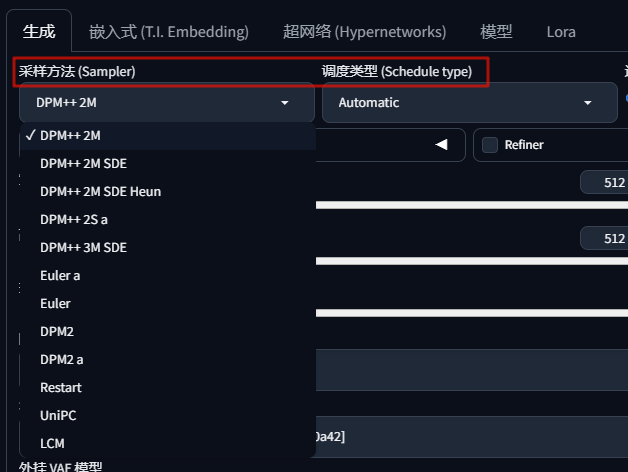 生成 嵌入式 (T.I. Embedding) 超网络 (Hypernetworks) 模型 Lora
采样方法 (Sampler) 调度类型 (Schedule type)
DPM++ 2M Automatic
✓ DPM++ 2M
Refiner
DPM++ 2M SDE
512
DPM++ 2M SDE Heun
DPM++ 2S a
512
DPM++ 3M SDE
Euler a
Euler
DPM2
DPM2 a
Restart
UniPC
0a42]
LCM
外挂 VAE 模型